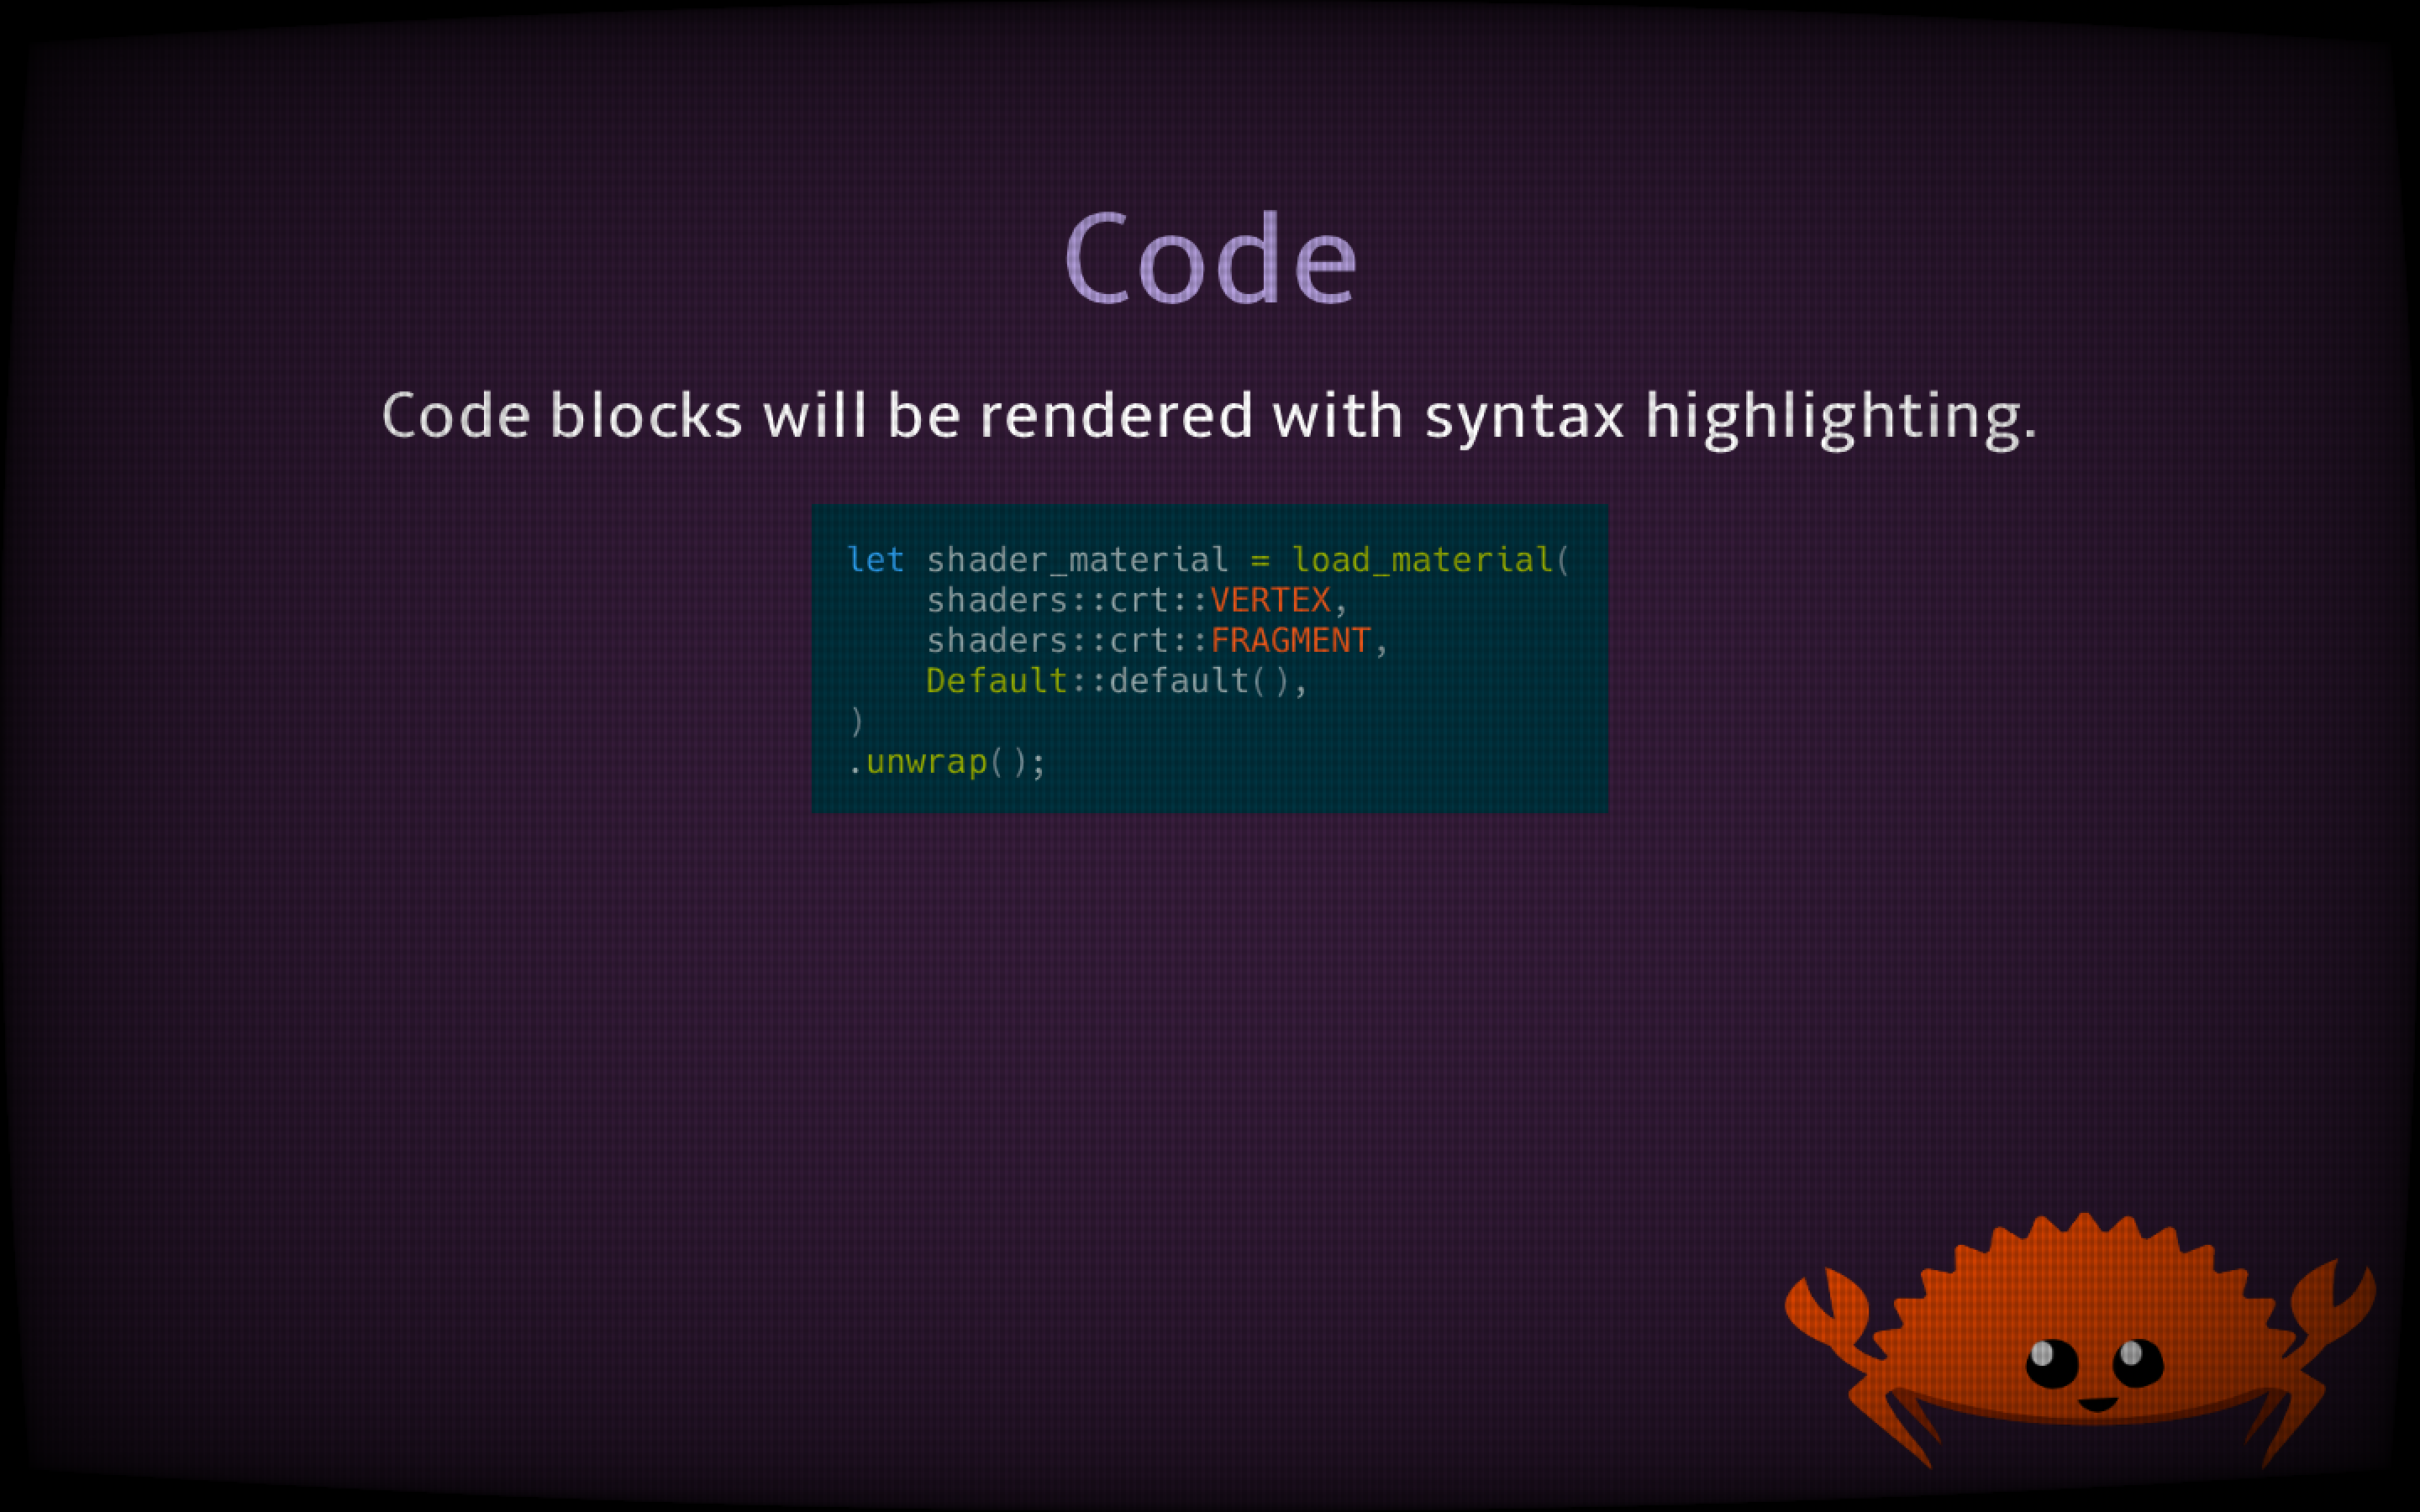 Code
Code blocks will be rendered with syntax highlighting.
let shader_material = load_material(
    shaders::crt::VERTEX,
    shaders::crt::FRAGMENT,
    Default::default(),
)
.unwrap();